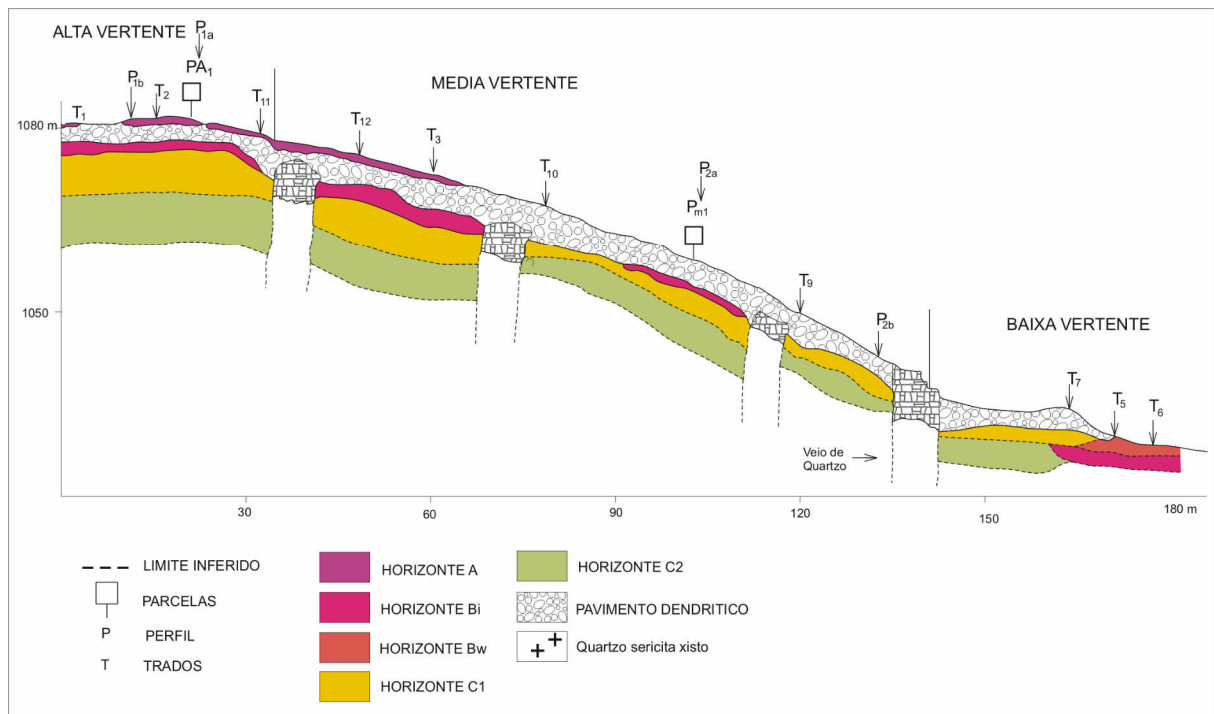 ALTA VERTENTE
P1a
PA1
P1b
T2
T1
T11
MEDIA VERTENTE
T12
T3
T10
P2a
Pm1
T9
P2b
BAIXA VERTENTE
T7
T5
T6
1080 m
1050
Veio de
Quartzo
30
60
90
120
150
180 m
LIMITE INFERIDO
PARCELAS
P PERFIL
T TRADOS
HORIZONTE A
HORIZONTE Bi
HORIZONTE Bw
HORIZONTE C1
HORIZONTE C2
PAVIMENTO DENDRITICO
Quartzo sericita xisto